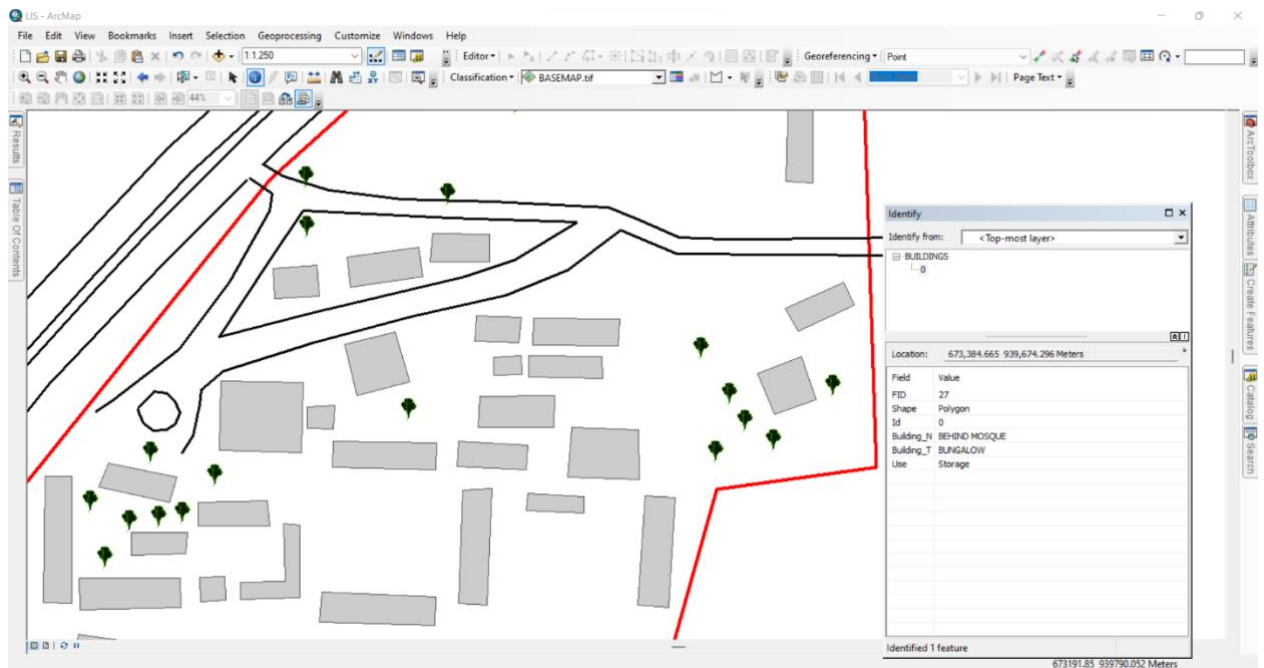 LIS - ArcMap
File Edit View Bookmarks Insert Selection Geoprocessing Customize Windows Help
1:1,250 Editor Georeferencing Point
Classification BASEMAP.tif Page Text
44%
Results
Table Of Contents
ArcToolbox
Attributes
Create Features
Catalog
Search
Identify
Identify from: <Top-most layer>
BUILDINGS
0
Location: 673,384.665 939,674.296 Meters
Field Value
FID 27
Shape Polygon
Id 0
Building_N BEHIND MOSQUE
Building_T BUNGALOW
Use Storage
Identified 1 feature
673191.85 939790.052 Meters